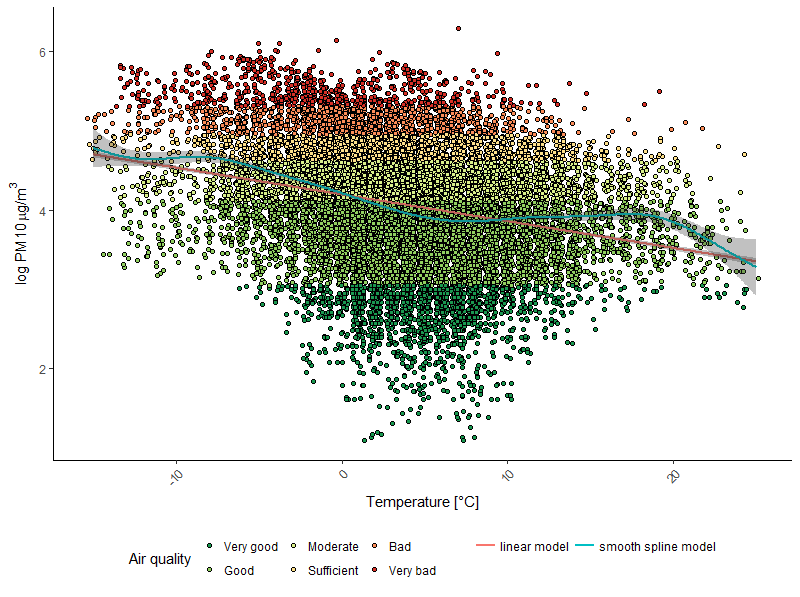 6
4
2
log PM 10 µg/m³
-10
0
10
20
Temperature [°C]
Air quality
Very good
Moderate
Bad
linear model
smooth spline model
Good
Sufficient
Very bad